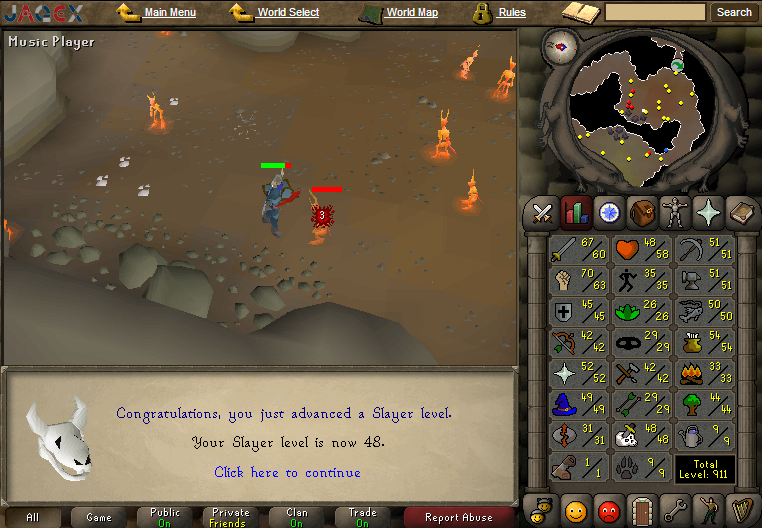 JAGEX
Main Menu
World Select
World Map
Rules
Search
Music Player
3
67 60
48 58
51 51
70 63
35 35
51 51
45 45
26 26
50 50
42 42
29 29
54 54
52 52
42 42
33 33
49 49
29 29
44 44
31 31
48 48
9 9
1 1
9 9
Total
Level: 911
Congratulations, you just advanced a Slayer level.
Your Slayer level is now 48.
Click here to continue
All
Game
Public
On
Private
Friends
Clan
On
Trade
On
Report Abuse